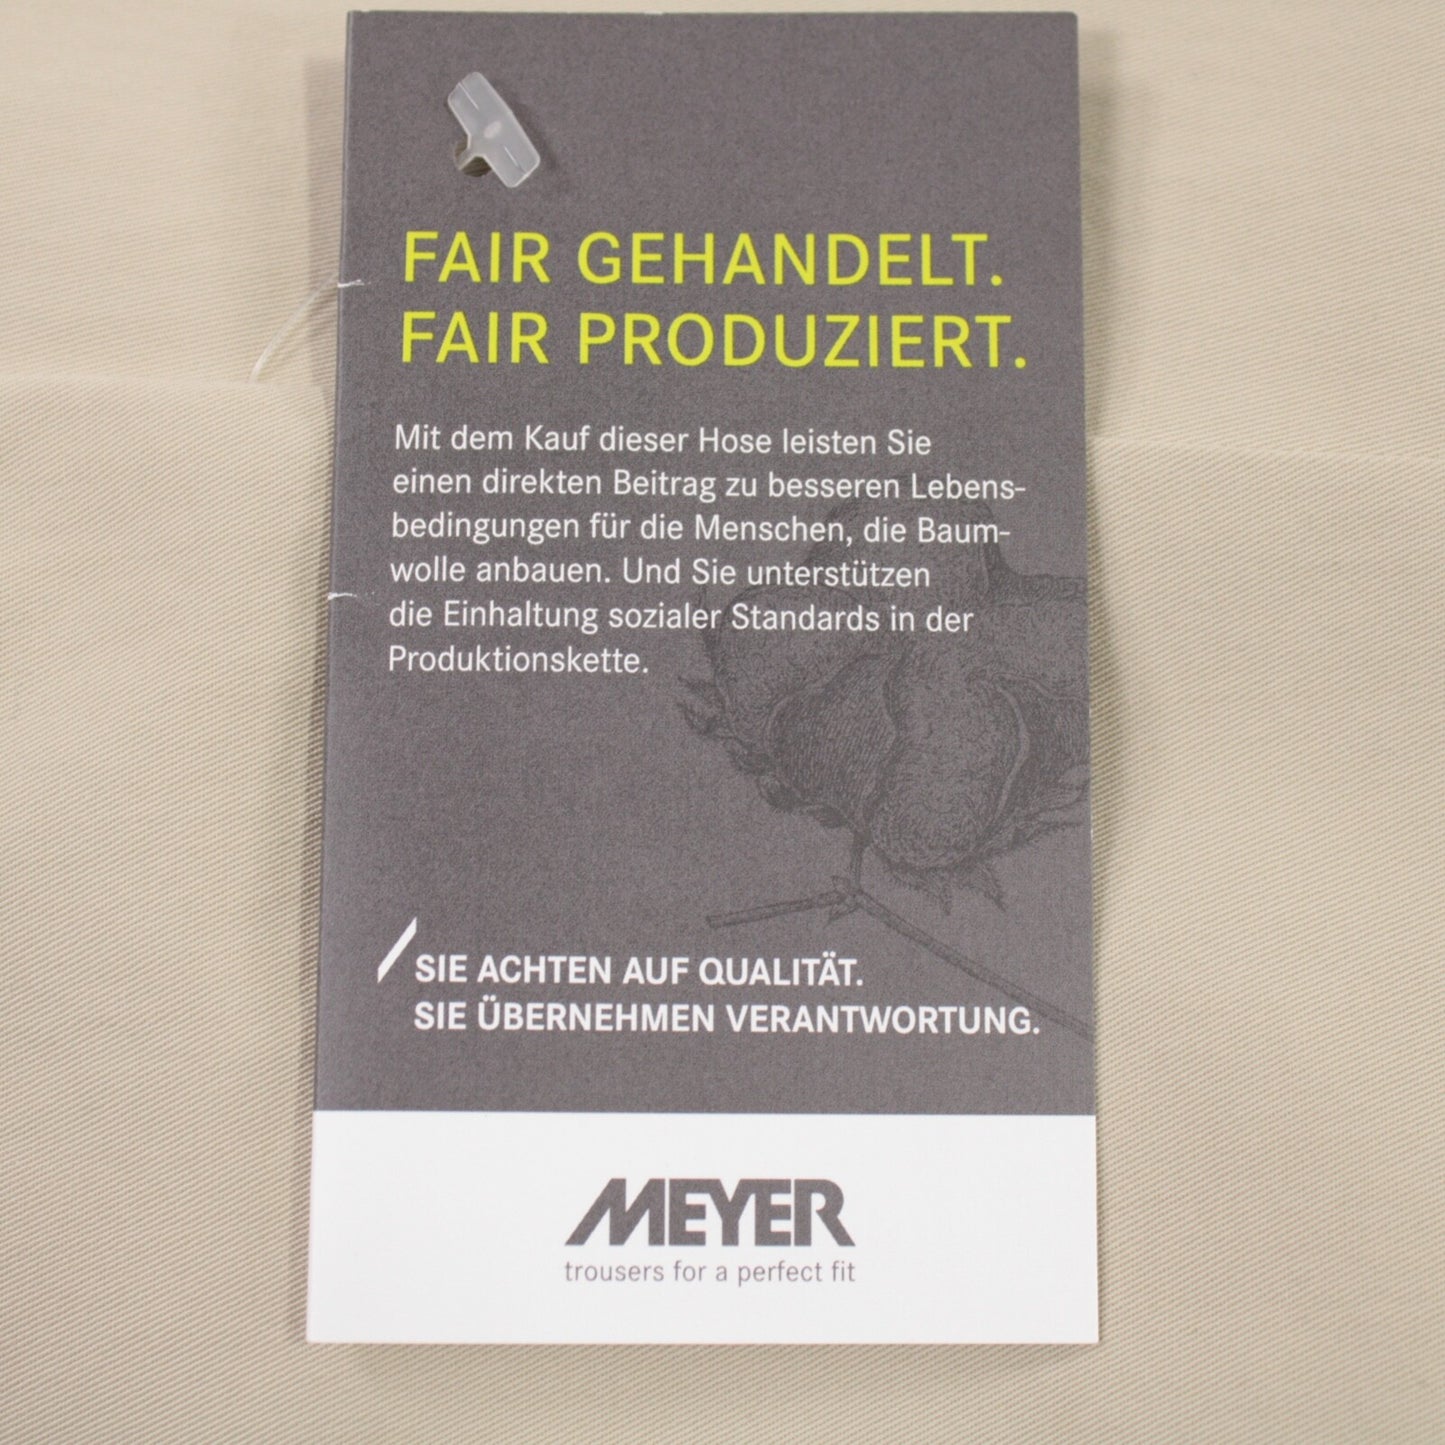 FAIR GEHANDELT.
FAIR PRODUZIERT.
Mit dem Kauf dieser Hose leisten Sie
einen direkten Beitrag zu besseren Lebens-
bedingungen für die Menschen, die Baum-
wolle anbauen. Und Sie unterstützen
die Einhaltung sozialer Standards in der
Produktionskette.
SIE ACHTEN AUF QUALITÄT.
SIE ÜBERNEHMEN VERANTWORTUNG.
MEYER
trousers for a perfect fit